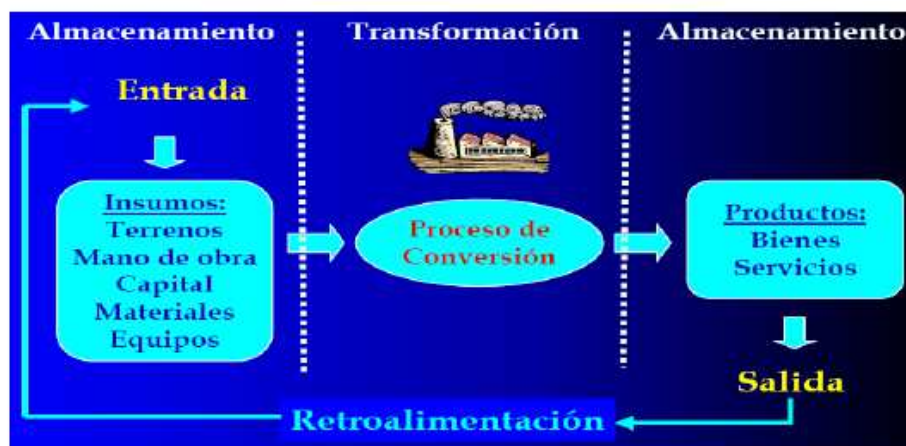 Almacenamiento
Transformación
Almacenamiento
Entrada
Insumos:
Terrenos
Mano de obra
Capital
Materiales
Equipos
Proceso de
Conversión
Productos:
Bienes
Servicios
Salida
Retroalimentación